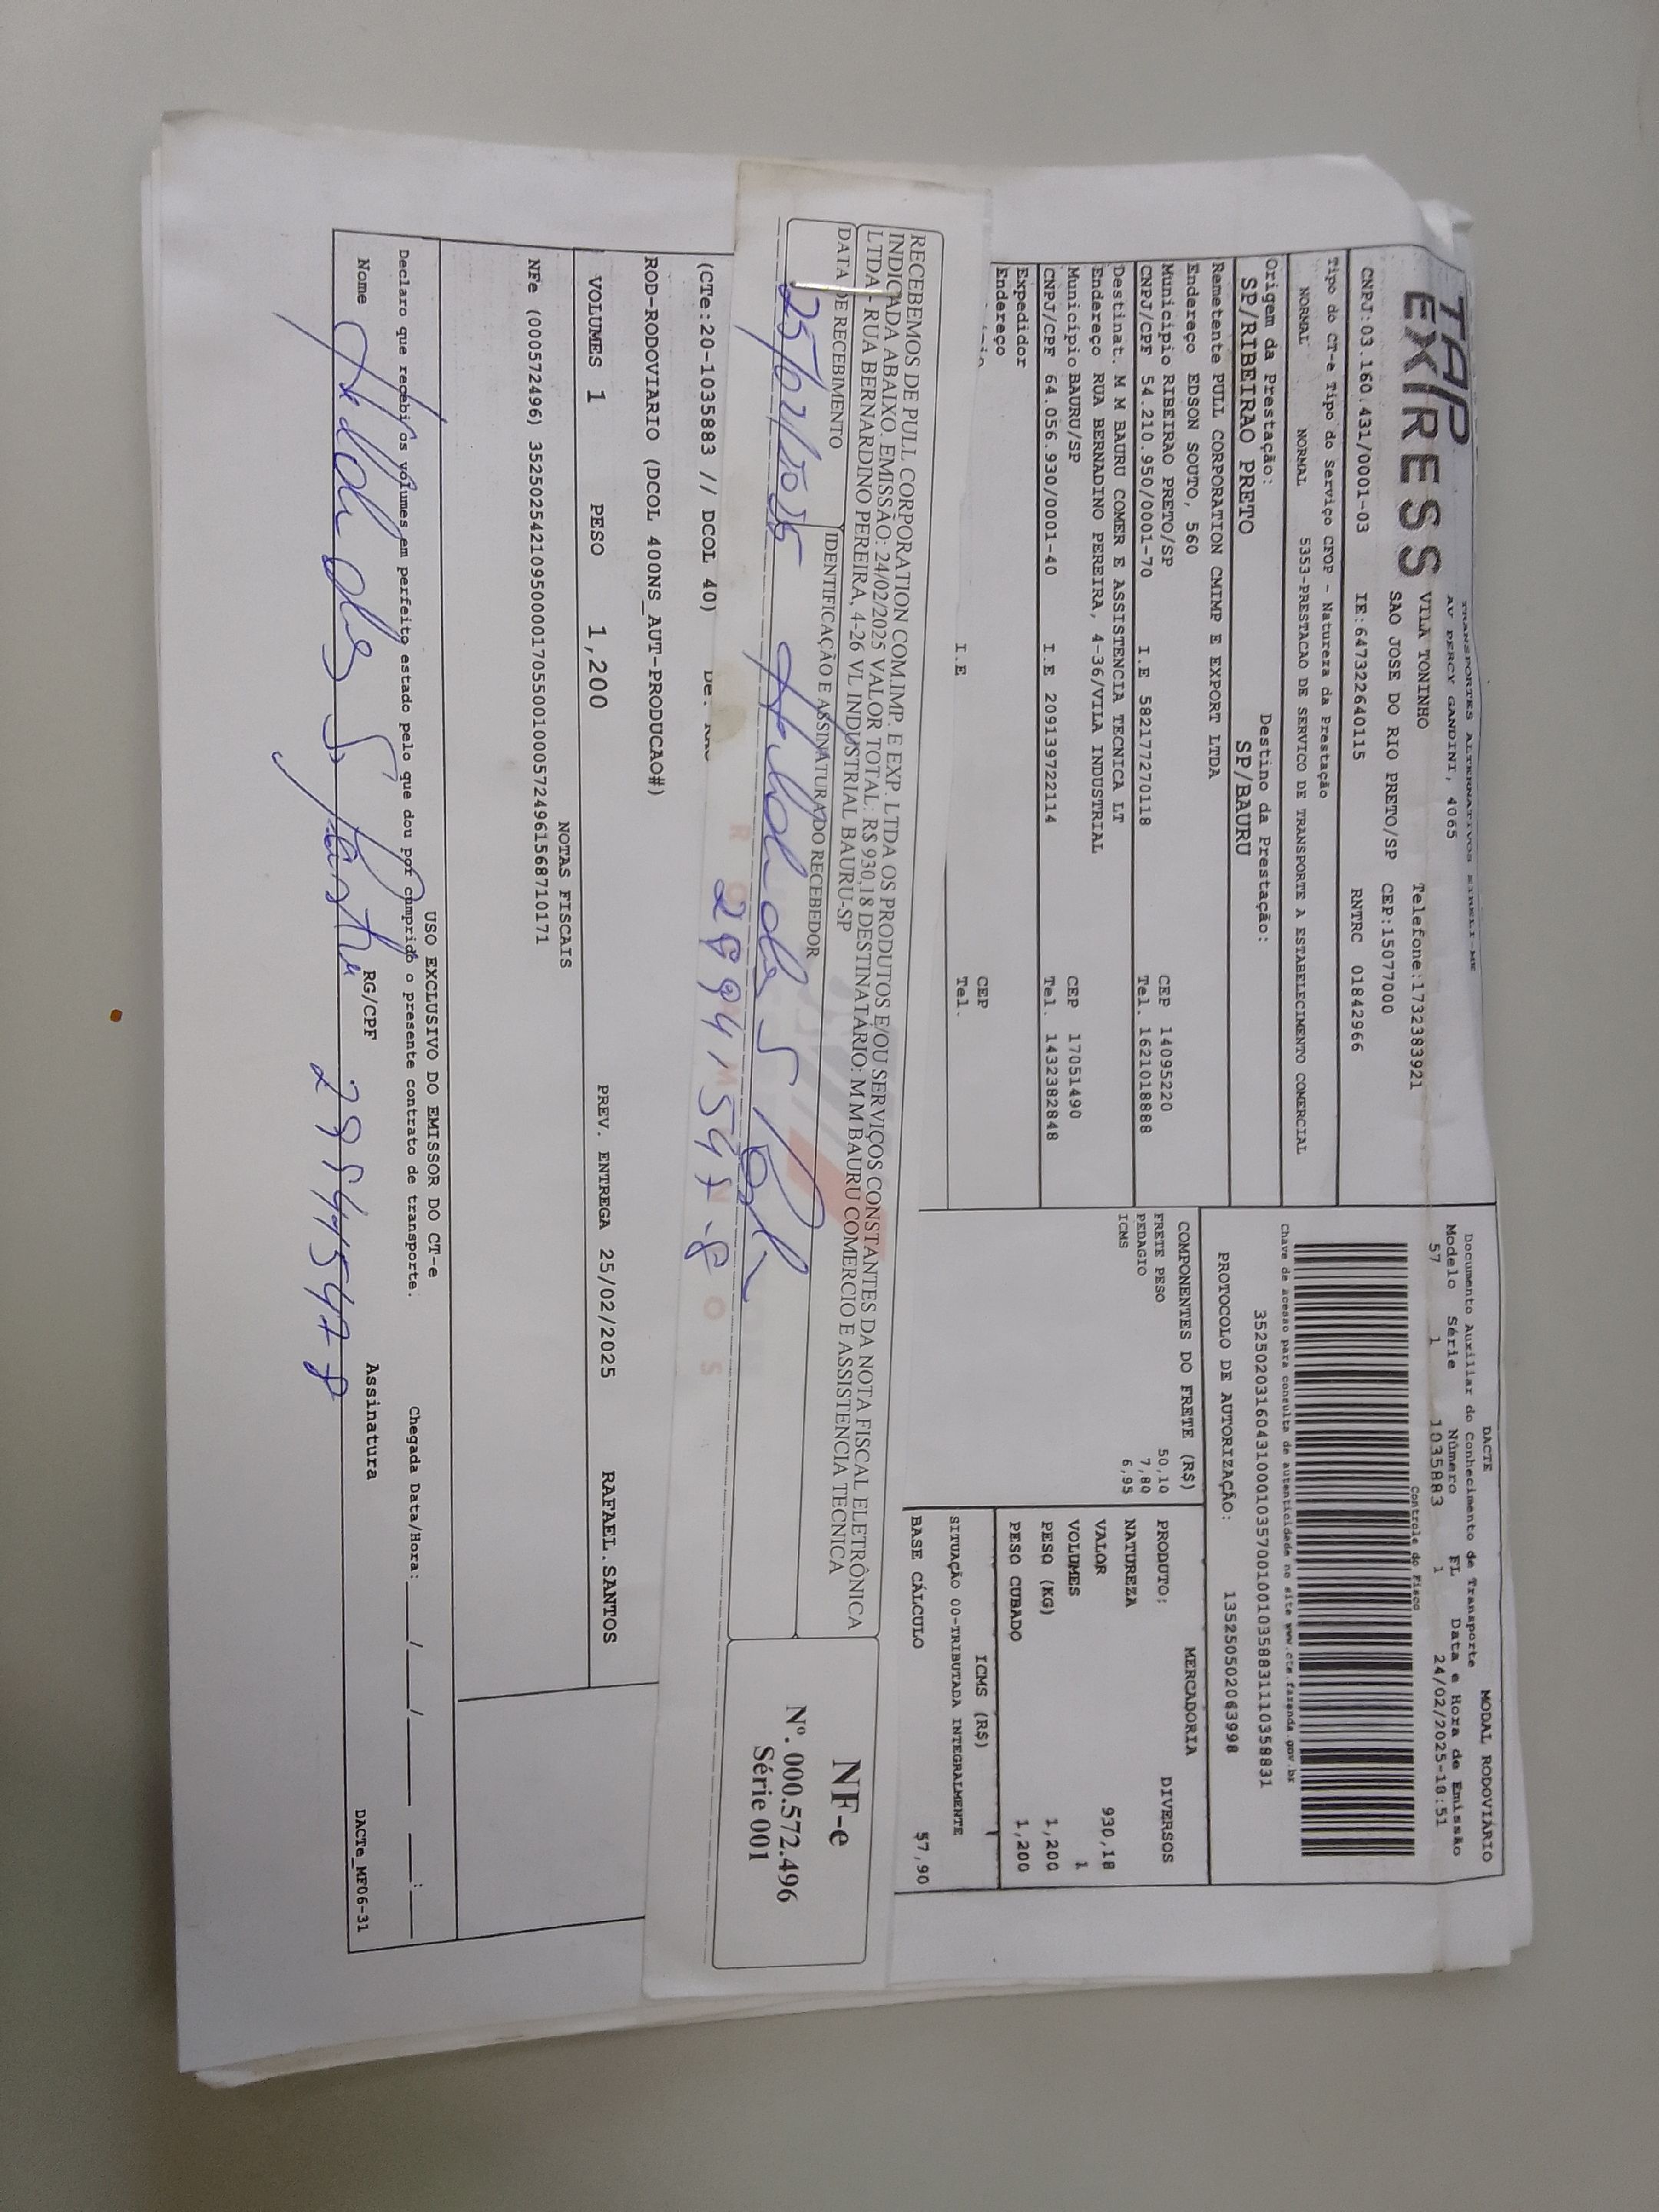 TAP
EXPRESS
TRANSPORTES ALTERNATIVOS EIRELI-ME
AV PERCY GANDINI, 4065
VILA TONINHO
Telefone:1732383921
SAO JOSE DO RIO PRETO/SP CEP:15077000
CNPJ:03.160.431/0001-03 IE:647322640115 RNTRC 01842966
Tipo do CT-e Tipo do Serviço CFOP - Natureza da Prestação
NORMAL NORMAL 5353-PRESTACAO DE SERVICO DE TRANSPORTE A ESTABELECIMENTO COMERCIAL
Origem da Prestação: Destino da Prestação:
SP/RIBEIRAO PRETO SP/BAURU
Remetente PULL CORPORATION CMIMP E EXPORT LTDA
Endereço EDSON SOUTO, 560
Municipio RIBEIRAO PRETO/SP CEP 14095220
CNPJ/CPF 54.210.950/0001-70 I.E 582177270118 Tel. 1621018888
Destinat. M M BAURU COMER E ASSISTENCIA TECNICA LT
Endereço RUA BERNADINO PEREIRA, 4-36/VILA INDUSTRIAL
Municipio BAURU/SP CEP 17051490
CNPJ/CPF 64.056.930/0001-40 I.E 209139722114 Tel. 1432382848
Expedidor
Endereço
CEP
I.E Tel.
DACTE MODAL RODOVIÁRIO
Documento Auxiliar do Conhecimento de Transporte
Modelo Série Número FL Data e Hora de Emissão
57 1 1035883 1 24/02/2025-18:51
Controle do Fisco
Chave de acesso para consulta de autenticidade no site www.cte.fazenda.gov.br
35250203160431000103570010010358831110358831
PROTOCOLO DE AUTORIZAÇÃO: 135250502063998
COMPONENTES DO FRETE (R$)
FRETE PESO 50,10
PEDAGIO 7,80
ICMS 6,95
MERCADORIA
PRODUTO: DIVERSOS
NATUREZA
VALOR 930,18
VOLUMES 1
PESO (KG) 1,200
PESO CUBADO 1,200
ICMS (R$)
SITUAÇÃO 00-TRIBUTADA INTEGRALMENTE
BASE CÁLCULO 57,90
RECEBEMOS DE PULL CORPORATION COM.IMP. E EXP. LTDA OS PRODUTOS E/OU SERVIÇOS CONSTANTES DA NOTA FISCAL ELETRÔNICA
INDICADA ABAIXO. EMISSÃO: 24/02/2025 VALOR TOTAL: R$ 930,18 DESTINATÁRIO: M M BAURU COMERCIO E ASSISTENCIA TECNICA
LTDA - RUA BERNARDINO PEREIRA, 4-26 VL INDUSTRIAL BAURU-SP
DATA DE RECEBIMENTO IDENTIFICAÇÃO E ASSINATURA DO RECEBEDOR
25/02/2025
NF-e
Nº. 000.572.496
Série 001
(CTe:20-1035883 // DCOL 40)
ROD-RODOVIARIO (DCOL 400NS_AUT-PRODUCAO#)
VOLUMES 1 PESO 1,200 PREV. ENTREGA 25/02/2025 RAFAEL.SANTOS
NOTAS FISCAIS
NFe (000572496) 35250254210950000170550010005724961568710171
USO EXCLUSIVO DO EMISSOR DO CT-e
Declaro que recebi os volumes em perfeito estado pelo que dou por cumprido o presente contrato de transporte. Chegada Data/Hora:___/___/____ ___:___
Nome RG/CPF Assinatura DACTe_MF06-31